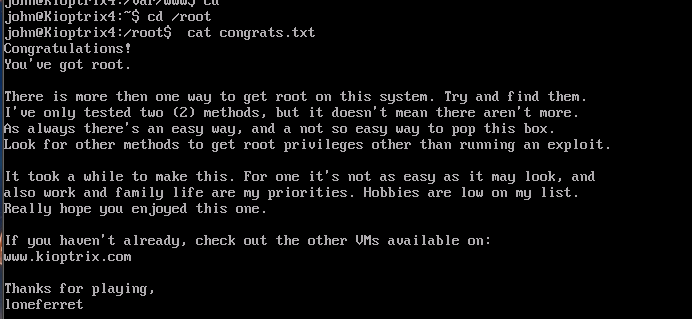 john@Kioptrix4:/var/www$ cd
john@Kioptrix4:~$ cd /root
john@Kioptrix4:/root$  cat congrats.txt
Congratulations!
You've got root.

There is more then one way to get root on this system. Try and find them.
I've only tested two (2) methods, but it doesn't mean there aren't more.
As always there's an easy way, and a not so easy way to pop this box.
Look for other methods to get root privileges other than running an exploit.

It took a while to make this. For one it's not as easy as it may look, and
also work and family life are my priorities. Hobbies are low on my list.
Really hope you enjoyed this one.

If you haven't already, check out the other VMs available on:
www.kioptrix.com

Thanks for playing,
loneferret